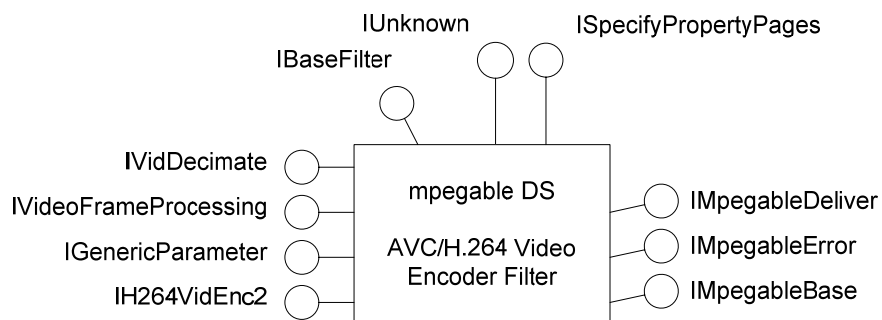 IUnknown
ISpecifyPropertyPages
IBaseFilter
IVidDecimate
IVideoFrameProcessing
IGenericParameter
IH264VidEnc2
mpegable DS
AVC/H.264 Video
Encoder Filter
IMpegableDeliver
IMpegableError
IMpegableBase